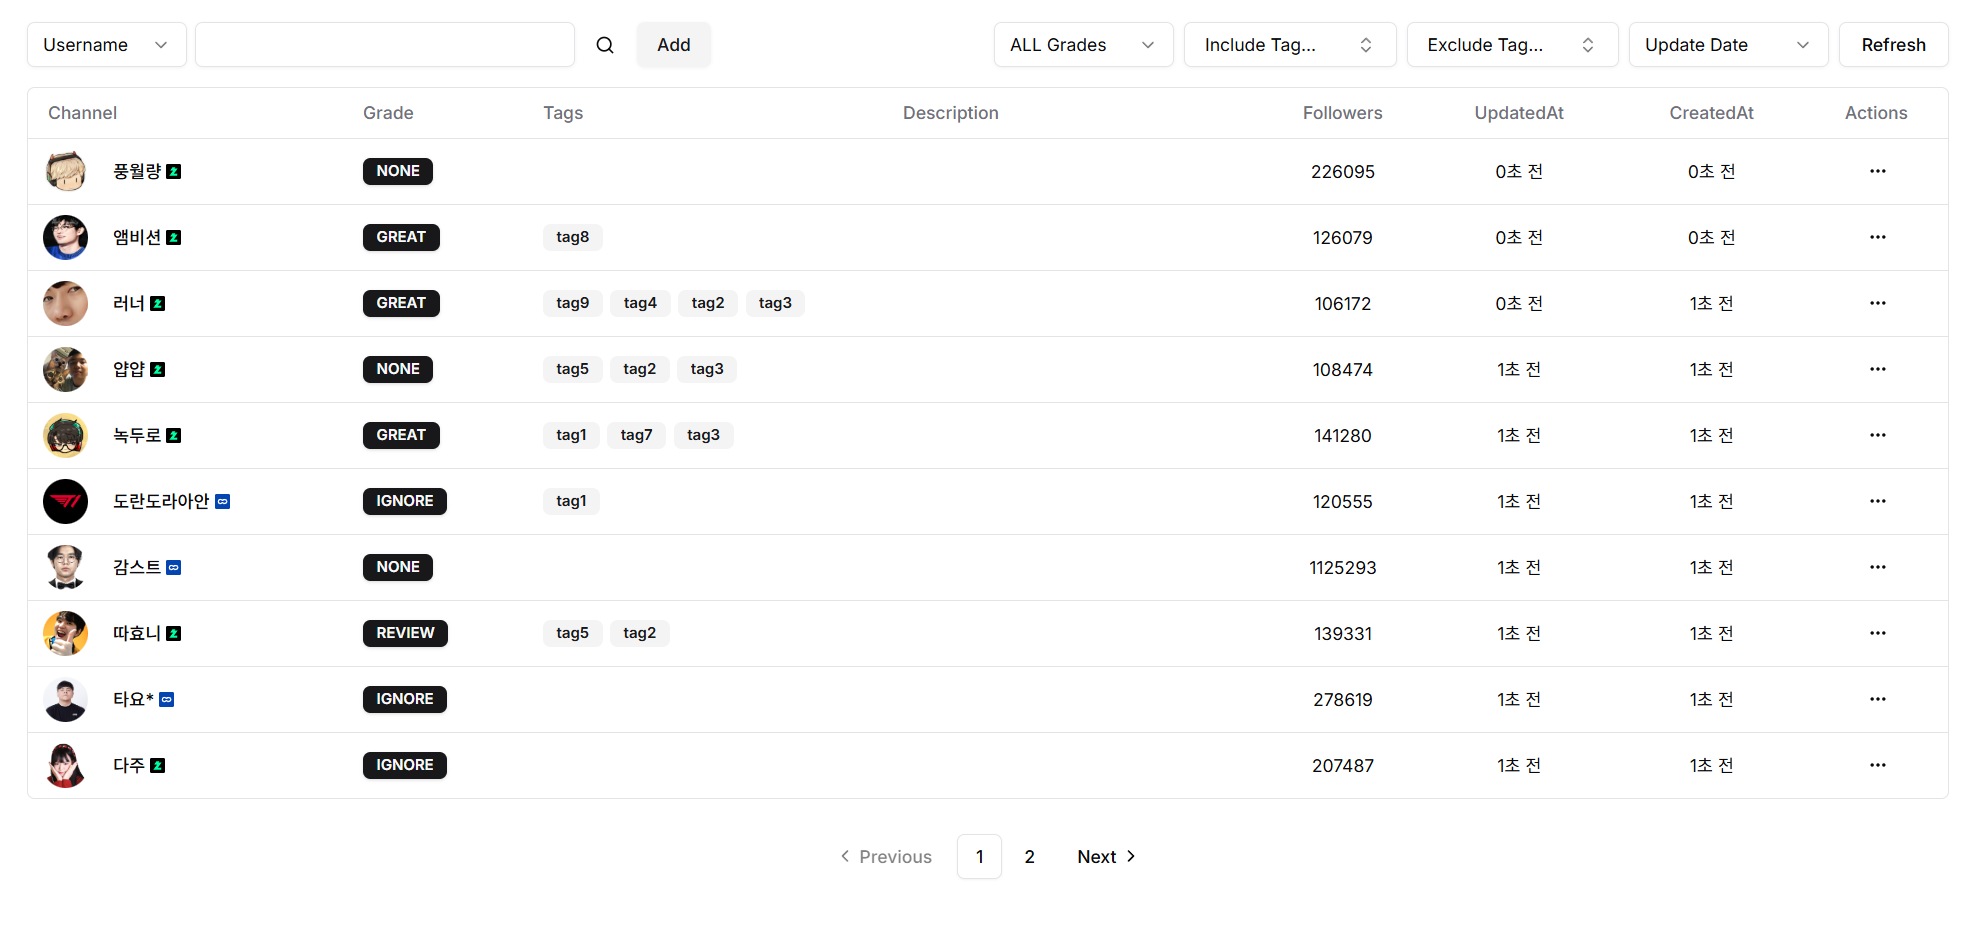 Username Add ALL Grades Include Tag... Exclude Tag... Update Date Refresh
Channel Grade Tags Description Followers UpdatedAt CreatedAt Actions
풍월량 NONE 226095 0초 전 0초 전
앰비션 GREAT tag8 126079 0초 전 0초 전
러너 GREAT tag9 tag4 tag2 tag3 106172 0초 전 1초 전
얍얍 NONE tag5 tag2 tag3 108474 1초 전 1초 전
녹두로 GREAT tag1 tag7 tag3 141280 1초 전 1초 전
도란도라아안 IGNORE tag1 120555 1초 전 1초 전
감스트 NONE 1125293 1초 전 1초 전
따효니 REVIEW tag5 tag2 139331 1초 전 1초 전
타요* IGNORE 278619 1초 전 1초 전
다주 IGNORE 207487 1초 전 1초 전
Previous 1 2 Next